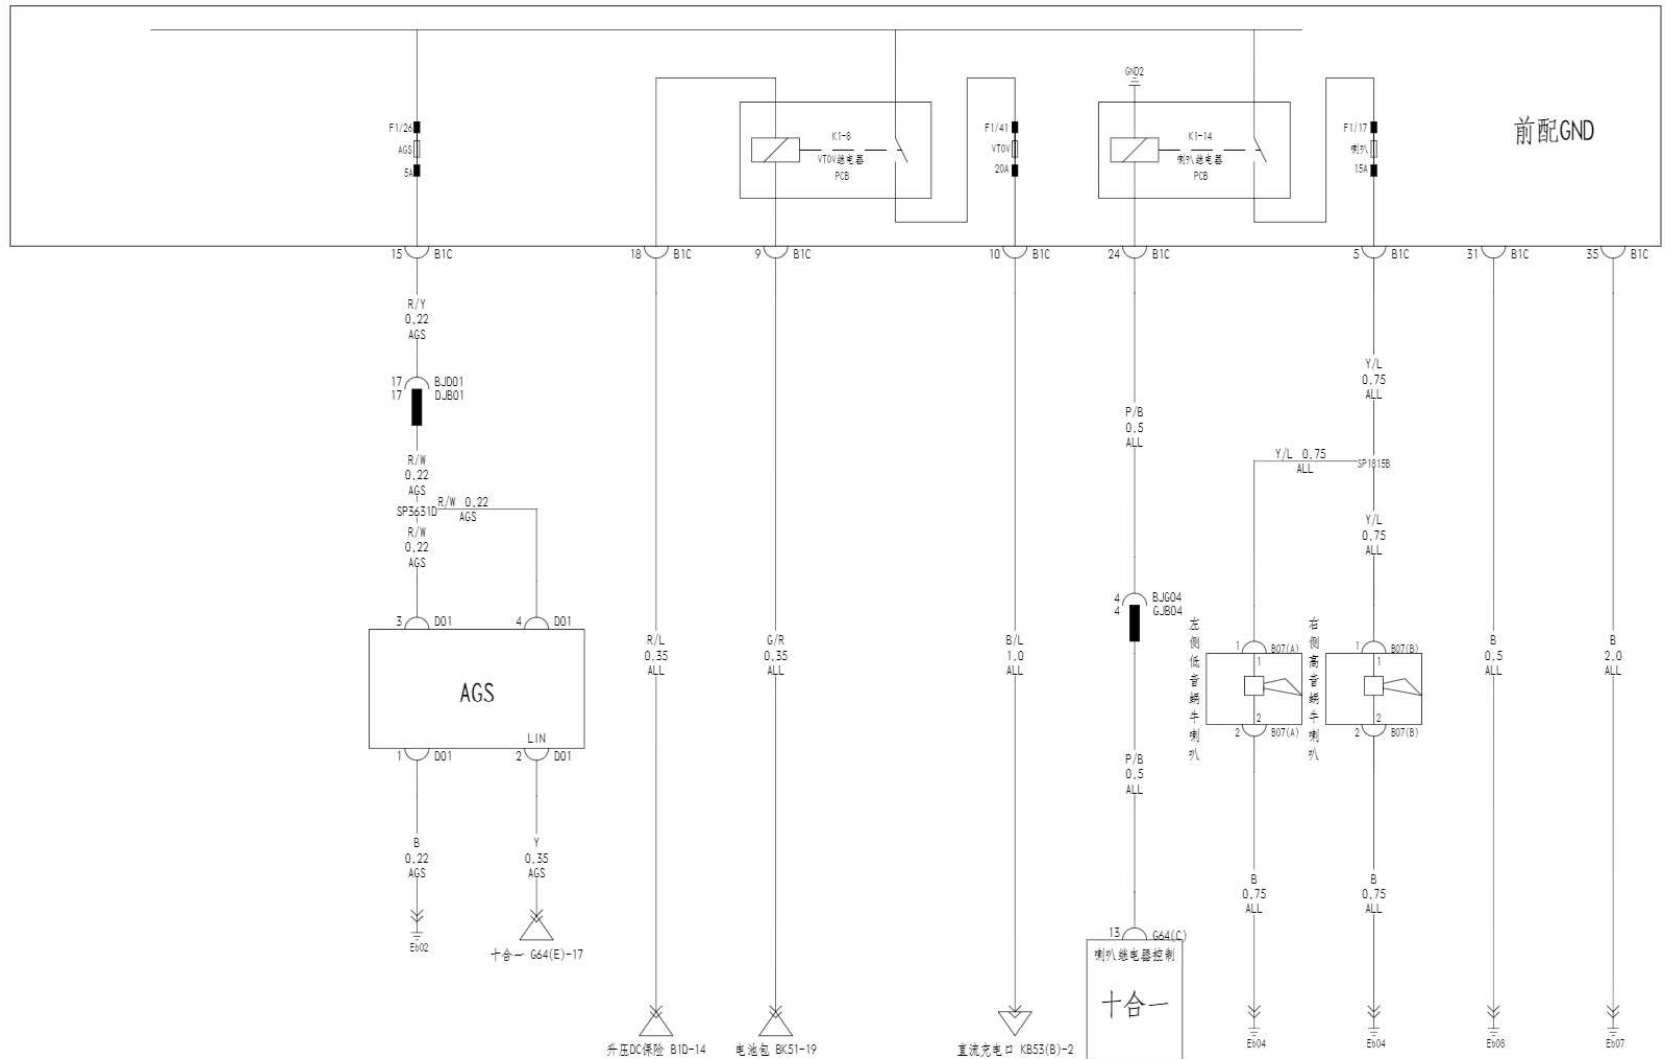 GND2
F1/26
AGS
5A
K1-8
VTOV继电器
PCB
F1/41
VTOV
20A
K1-14
喇叭继电器
PCB
F1/17
喇叭
15A
前配GND
15 B1C
18 B1C
9 B1C
10 B1C
24 B1C
5 B1C
31 B1C
35 B1C
R/Y
0.22
AGS
17 BJD01
17 DJB01
R/W
0.22
AGS
SP3631D
R/W 0.22
AGS
R/W
0.22
AGS
3 D01
4 D01
AGS
LIN
1 D01
2 D01
B
0.22
AGS
Y
0.35
AGS
Eb02
十合一 G64(E)-17
R/L
0.35
ALL
升压DC保险 B1D-14
G/R
0.35
ALL
电池包 BK51-19
B/L
1.0
ALL
直流充电口 KB53(B)-2
P/B
0.5
ALL
4 BJG04
4 GJB04
P/B
0.5
ALL
13 G64(C)
喇叭继电器控制
十合一
Y/L
0.75
ALL
Y/L 0.75
ALL
SP1815B
Y/L
0.75
ALL
左侧低音蜗牛喇叭
1 B07(A)
1
2
2 B07(A)
右侧高音蜗牛喇叭
1 B07(B)
1
2
2 B07(B)
B
0.75
ALL
Eb04
B
0.75
ALL
Eb04
B
0.5
ALL
Eb08
B
2.0
ALL
Eb07